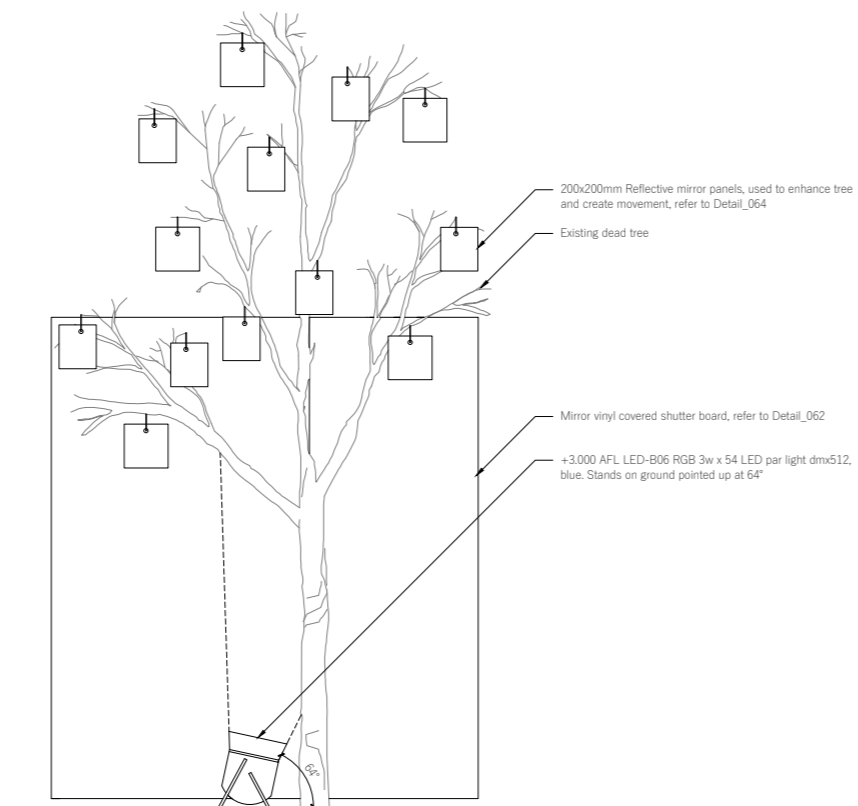 200x200mm Reflective mirror panels, used to enhance tree
and create movement, refer to Detail_064
Existing dead tree
Mirror vinyl covered shutter board, refer to Detail_062
+3.000 AFL LED-B06 RGB 3w x 54 LED par light dmx512,
blue. Stands on ground pointed up at 64°
64°